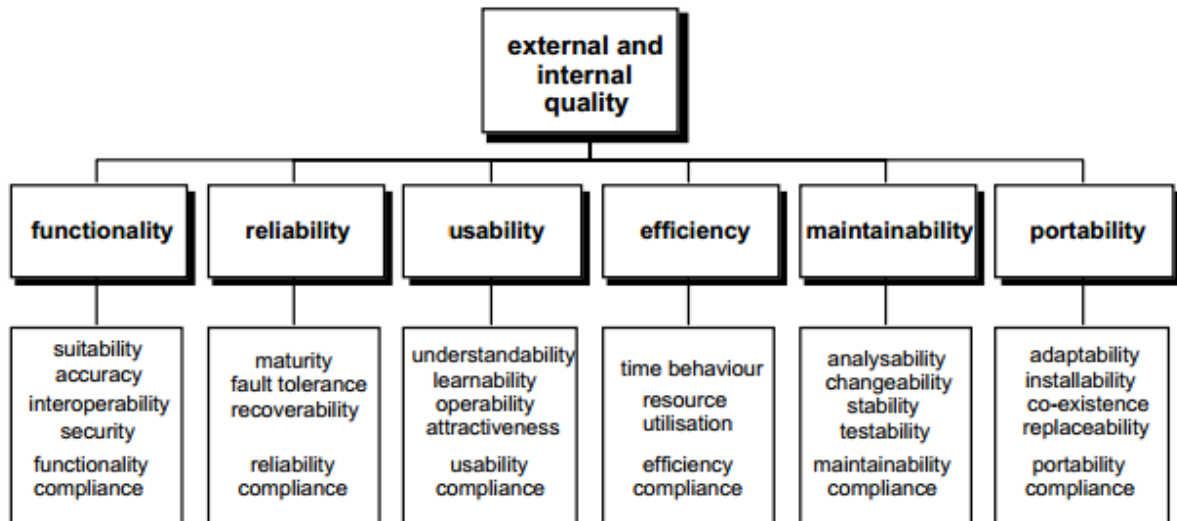 external and
internal
quality
functionality
reliability
usability
efficiency
maintainability
portability
suitability
accuracy
interoperability
security
functionality
compliance
maturity
fault tolerance
recoverability
reliability
compliance
understandability
learnability
operability
attractiveness
usability
compliance
time behaviour
resource
utilisation
efficiency
compliance
analysability
changeability
stability
testability
maintainability
compliance
adaptability
installability
co-existence
replaceability
portability
compliance